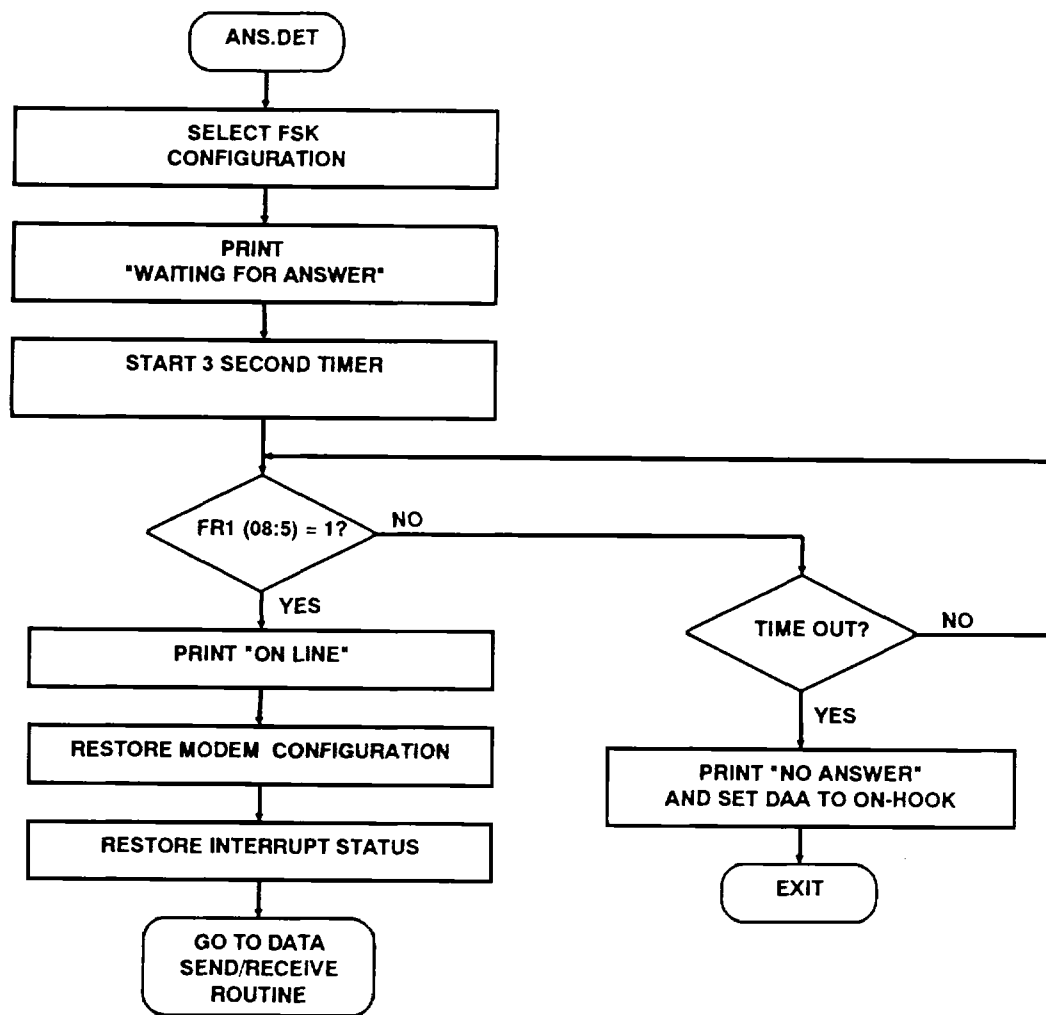 ANS.DET
SELECT FSK
CONFIGURATION
PRINT
"WAITING FOR ANSWER"
START 3 SECOND TIMER
FR1 (08:5) = 1?
NO
YES
TIME OUT?
NO
YES
PRINT "ON LINE"
RESTORE MODEM CONFIGURATION
RESTORE INTERRUPT STATUS
GO TO DATA
SEND/RECEIVE
ROUTINE
PRINT "NO ANSWER"
AND SET DAA TO ON-HOOK
EXIT